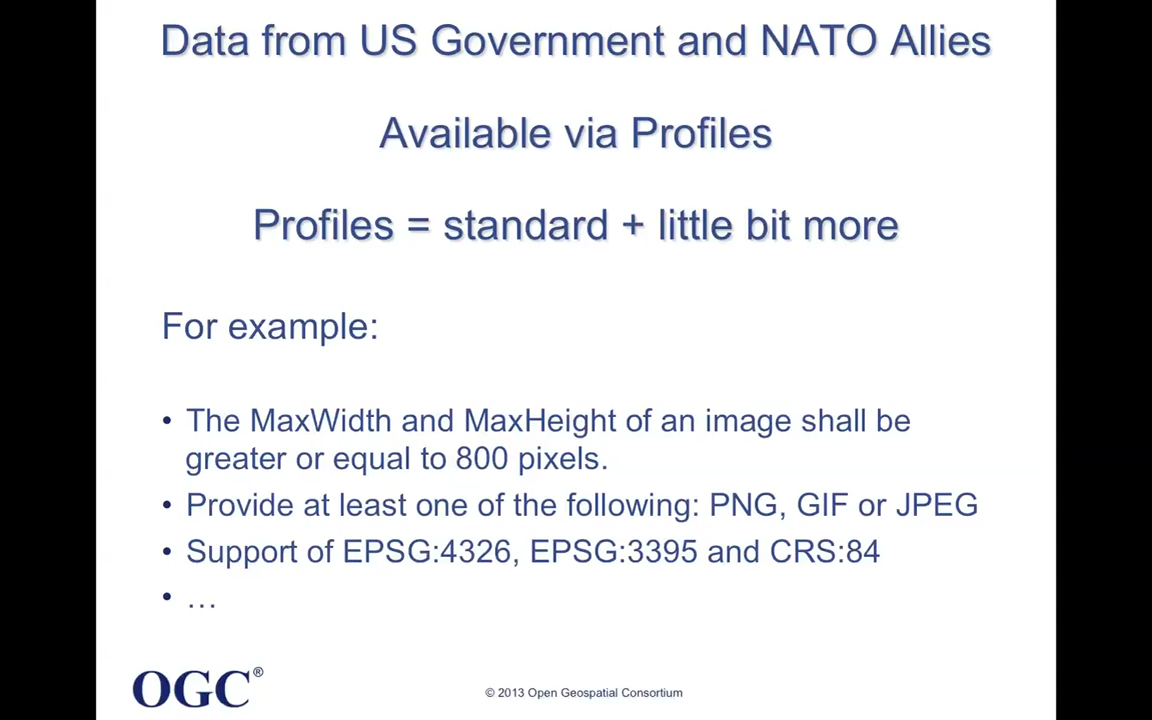 Data from US Government and NATO Allies
Available via Profiles
Profiles = standard + little bit more
For example:
• The MaxWidth and MaxHeight of an image shall be
greater or equal to 800 pixels.
• Provide at least one of the following: PNG, GIF or JPEG
• Support of EPSG:4326, EPSG:3395 and CRS:84
• …
OGC®
© 2013 Open Geospatial Consortium